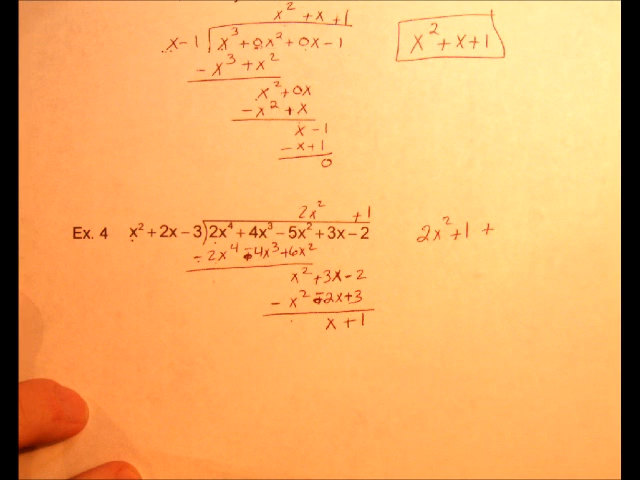 x² + x + 1
x - 1 ) x³ + 0x² + 0x - 1
x² + x + 1
- x³ + x²
x² + 0x
- x² + x
x - 1
- x + 1
0
2x² + 1
Ex. 4 x² + 2x - 3 ) 2x⁴ + 4x³ - 5x² + 3x - 2
2x² + 1 +
- 2x⁴ - 4x³ + 6x²
x² + 3x - 2
- x² - 2x + 3
x + 1